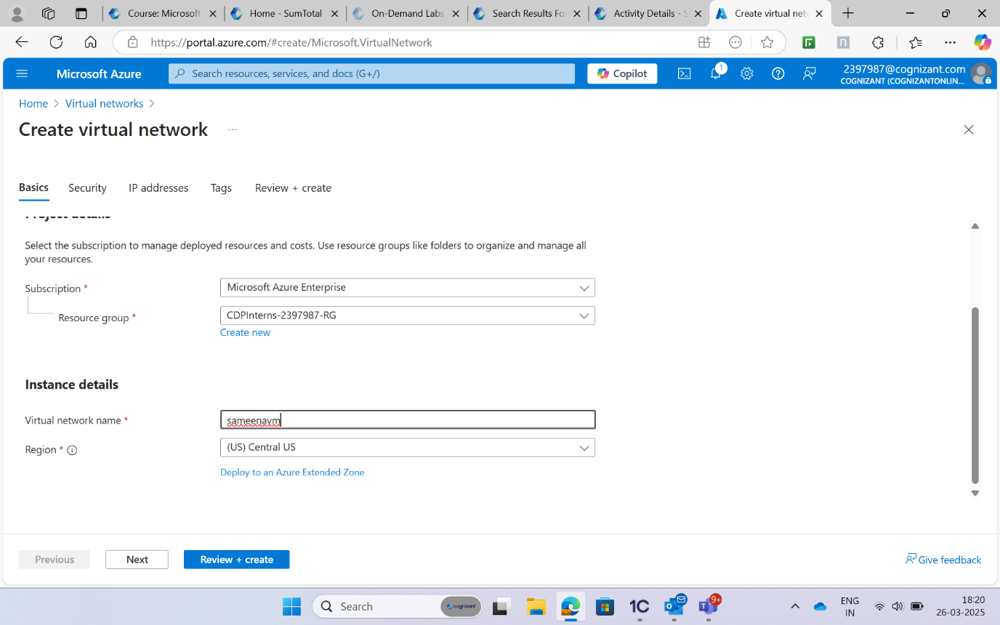 Course: Microsoft
Home - SumTotal
On-Demand Labs
Search Results Fo
Activity Details - S
Create virtual netw
https://portal.azure.com/#create/Microsoft.VirtualNetwork
Microsoft Azure
Search resources, services, and docs (G+/)
Copilot
1
2397987@cognizant.com
COGNIZANT (COGNIZANTONLIN...
Home > Virtual networks >
Create virtual network ...
Basics
Security
IP addresses
Tags
Review + create
Project details
Select the subscription to manage deployed resources and costs. Use resource groups like folders to organize and manage all
your resources.
Subscription *
Microsoft Azure Enterprise
Resource group *
CDPInterns-2397987-RG
Create new
Instance details
Virtual network name *
sameenavm
Region *
(US) Central US
Deploy to an Azure Extended Zone
Previous
Next
Review + create
Give feedback
Search
cognizant
1C
9+
ENG
IN
18:20
26-03-2025